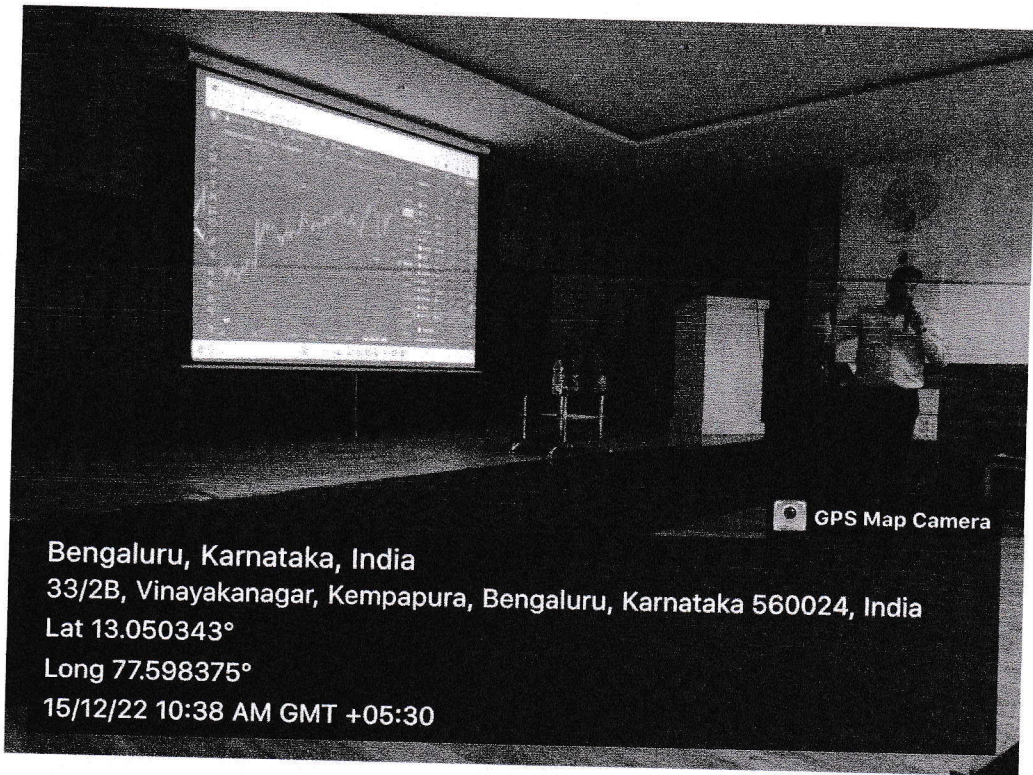 GPS Map Camera
Bengaluru, Karnataka, India
33/2B, Vinayakanagar, Kempapura, Bengaluru, Karnataka 560024, India
Lat 13.050343°
Long 77.598375°
15/12/22 10:38 AM GMT +05:30